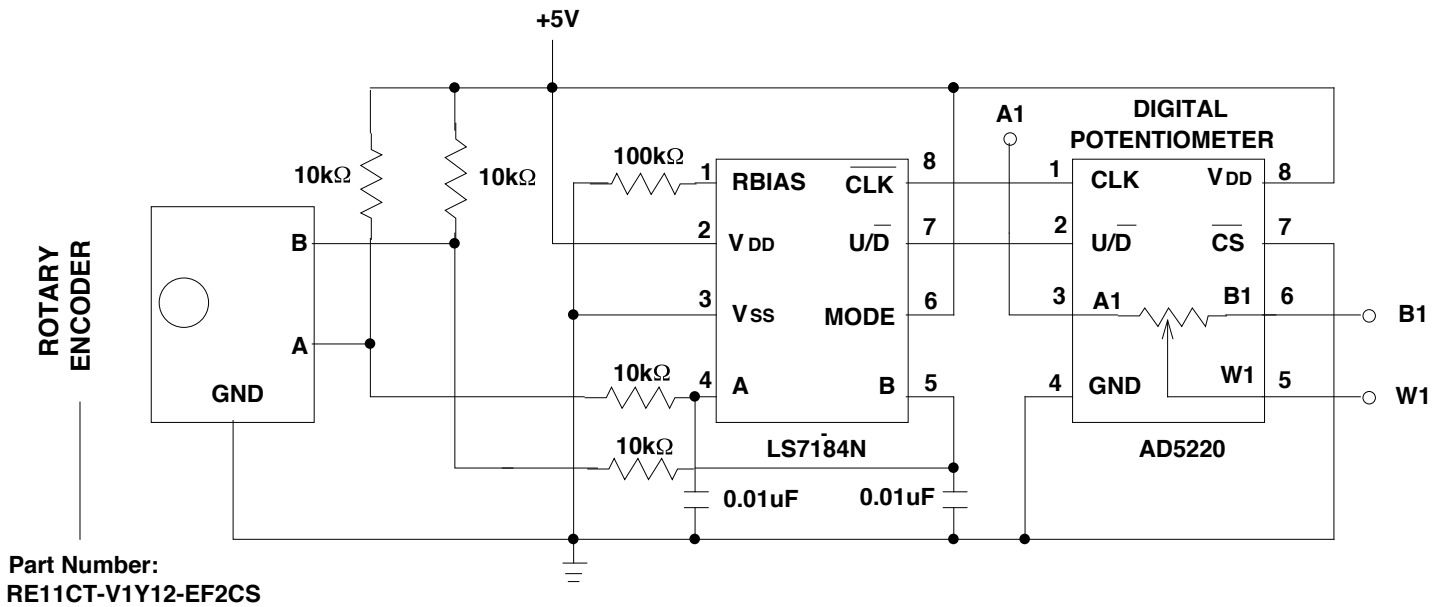 +5V
10kΩ
10kΩ
100kΩ
ROTARY
ENCODER
B
A
GND
1
RBIAS
2
VDD
3
VSS
4
A
8
C̅L̅K̅
7
U/D̅
6
MODE
5
B
LS7184N
10kΩ
10kΩ
0.01uF
0.01uF
A1
DIGITAL
POTENTIOMETER
1
CLK
2
U/D̅
3
A1
4
GND
VDD
8
C̅S̅
7
B1
6
W1
5
AD5220
B1
W1
Part Number:
RE11CT-V1Y12-EF2CS